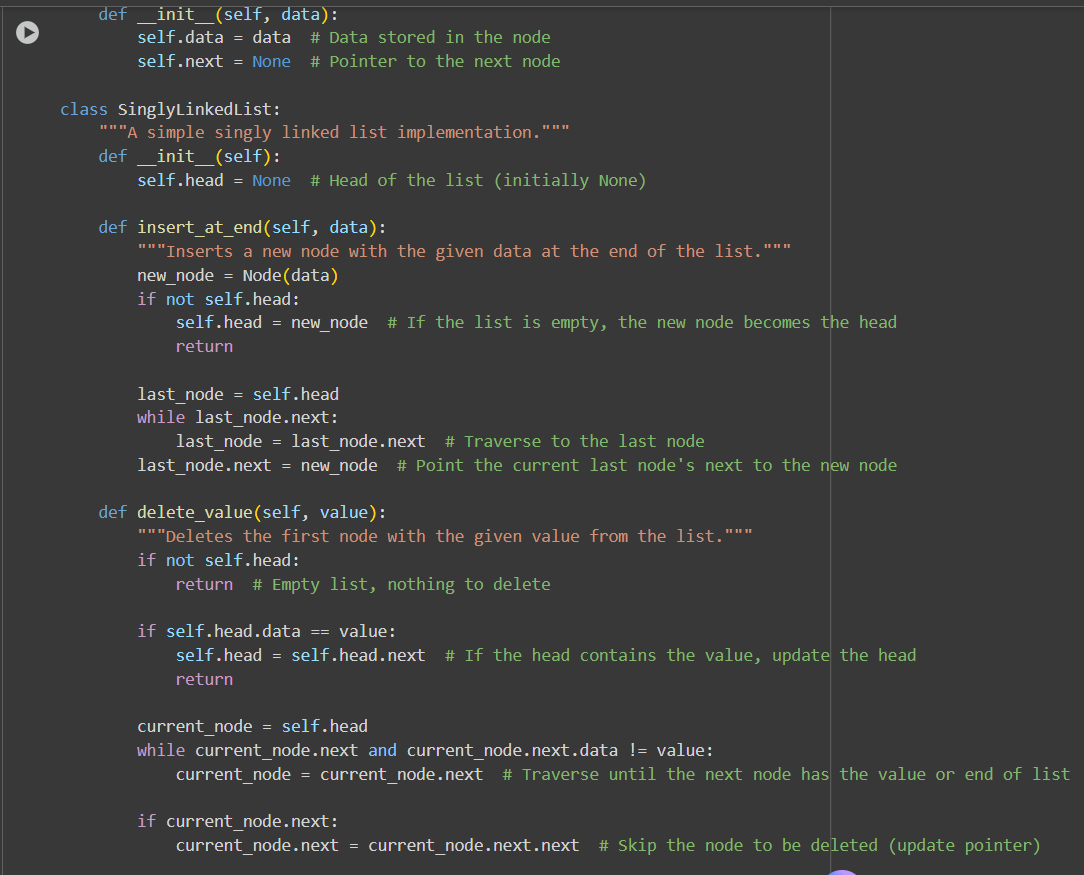 def __init__(self, data):
        self.data = data  # Data stored in the node
        self.next = None  # Pointer to the next node

class SinglyLinkedList:
    """A simple singly linked list implementation."""
    def __init__(self):
        self.head = None  # Head of the list (initially None)

    def insert_at_end(self, data):
        """Inserts a new node with the given data at the end of the list."""
        new_node = Node(data)
        if not self.head:
            self.head = new_node  # If the list is empty, the new node becomes the head
            return

        last_node = self.head
        while last_node.next:
            last_node = last_node.next  # Traverse to the last node
        last_node.next = new_node  # Point the current last node's next to the new node

    def delete_value(self, value):
        """Deletes the first node with the given value from the list."""
        if not self.head:
            return  # Empty list, nothing to delete

        if self.head.data == value:
            self.head = self.head.next  # If the head contains the value, update the head
            return

        current_node = self.head
        while current_node.next and current_node.next.data != value:
            current_node = current_node.next  # Traverse until the next node has the value or end of list

        if current_node.next:
            current_node.next = current_node.next.next  # Skip the node to be deleted (update pointer)